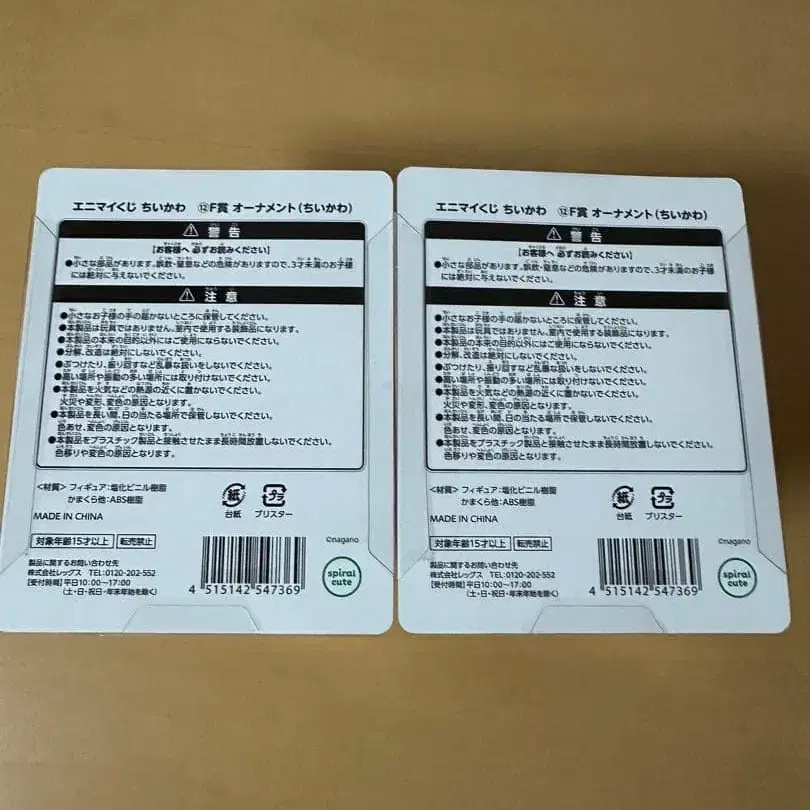 エニマイくじ ちいかわ ⑫F賞 オーナメント(ちいかわ)
⚠ 警告
【お客様へ 必ずお読みください】
●小さな部品があります。誤飲・窒息などの危険がありますので、3才未満のお子様
には絶対に与えないでください。
⚠ 注意
●小さなお子様の手の届かないところに保管してください。
●本製品は玩具ではありません。室内で使用する装飾品になります。
●本製品の本来の目的以外にはご使用にならないでください。
●分解、改造は絶対にしないでください。
●ぶつけたり、振り回すなど乱暴な扱いをしないでください。
●高い場所や振動の多い場所には取り付けないでください。
●本製品を火気などの熱源の近くに置かないでください。
火災や変形、変色の原因となります。
●本製品を長い間、日の当たる場所で保管しないでください。
色あせ、変色の原因となります。
●本製品をプラスチック製品と接触させたまま長時間放置しないでください。
色移りや変色の原因となります。
<材質> フィギュア:塩化ビニル樹脂
かまくら他:ABS樹脂
紙 プラ
台紙 ブリスター
MADE IN CHINA
©nagano
対象年齢15才以上 転売禁止
製品に関するお問い合わせ先
株式会社レッグス TEL:0120-202-552
【受付時間】平日10:00〜17:00
(土・日・祝日・年末年始を除く)
4 515142 547369
spiral
cute
エニマイくじ ちいかわ ⑫F賞 オーナメント(ちいかわ)
⚠ 警告
【お客様へ 必ずお読みください】
●小さな部品があります。誤飲・窒息などの危険がありますので、3才未満のお子様
には絶対に与えないでください。
⚠ 注意
●小さなお子様の手の届かないところに保管してください。
●本製品は玩具ではありません。室内で使用する装飾品になります。
●本製品の本来の目的以外にはご使用にならないでください。
●分解、改造は絶対にしないでください。
●ぶつけたり、振り回すなど乱暴な扱いをしないでください。
●高い場所や振動の多い場所には取り付けないでください。
●本製品を火気などの熱源の近くに置かないでください。
火災や変形、変色の原因となります。
●本製品を長い間、日の当たる場所で保管しないでください。
色あせ、変色の原因となります。
●本製品をプラスチック製品と接触させたまま長時間放置しないでください。
色移りや変色の原因となります。
<材質> フィギュア:塩化ビニル樹脂
かまくら他:ABS樹脂
紙 プラ
台紙 ブリスター
MADE IN CHINA
©nagano
対象年齢15才以上 転売禁止
製品に関するお問い合わせ先
株式会社レッグス TEL:0120-202-552
【受付時間】平日10:00〜17:00
(土・日・祝日・年末年始を除く)
4 515142 547369
spiral
cute